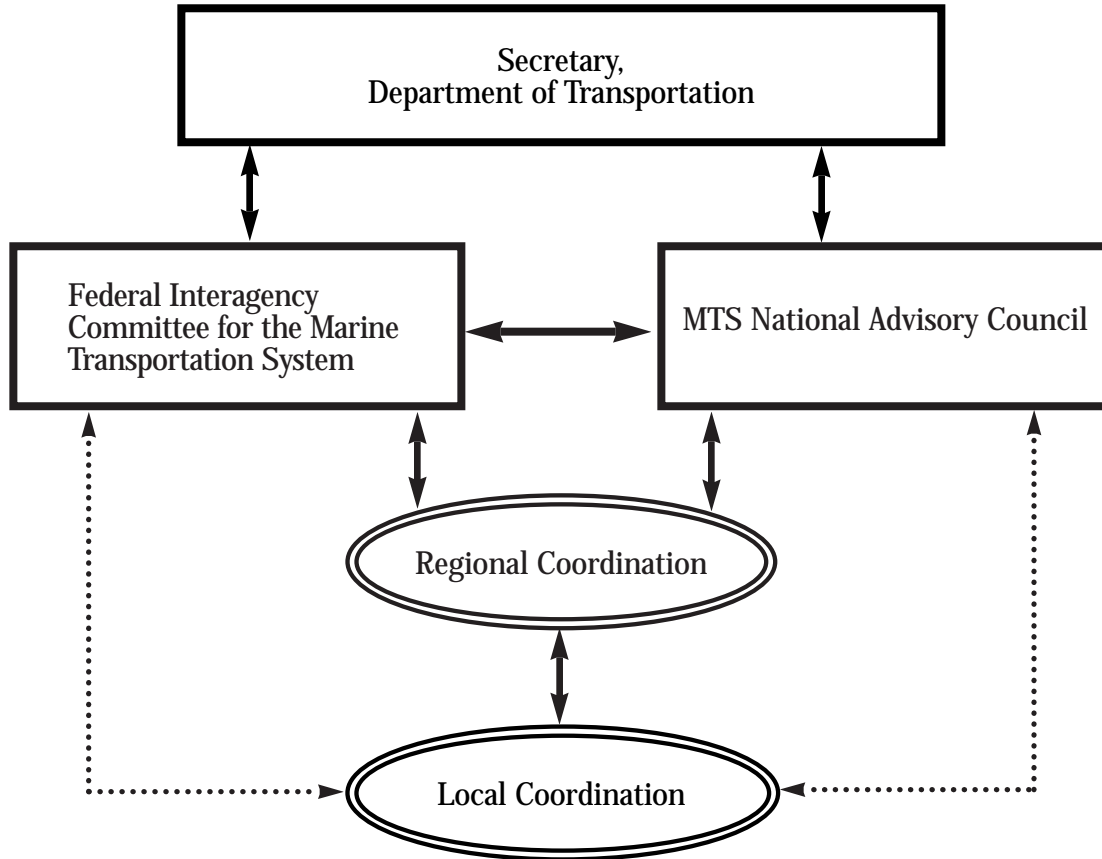 Secretary,
Department of Transportation
Federal Interagency
Committee for the Marine
Transportation System
MTS National Advisory Council
Regional Coordination
Local Coordination